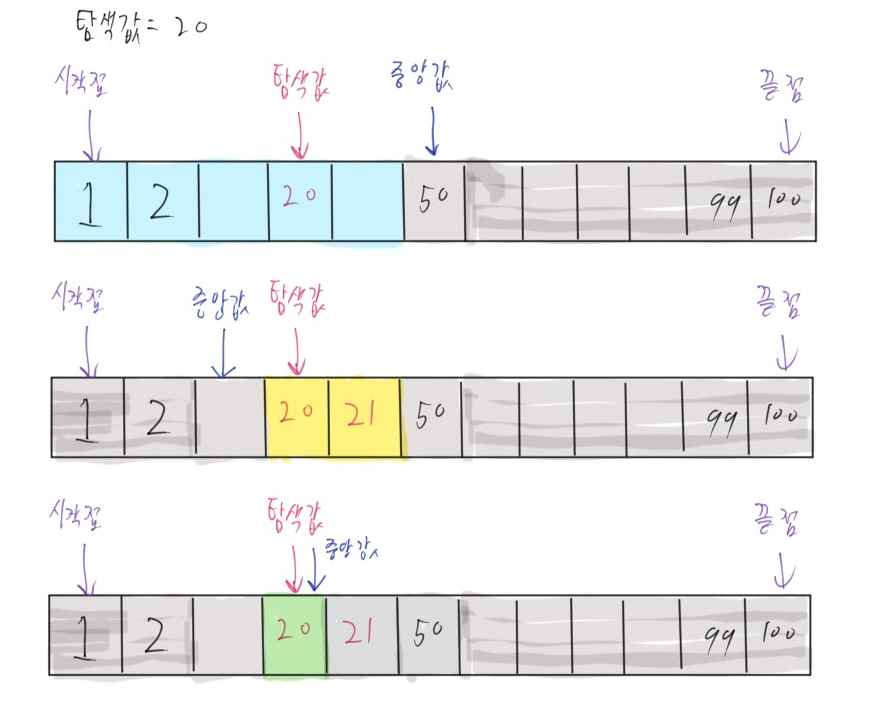 탐색값 = 20
시작점 탐색값 중앙값 끝점
1 2 20 50 99 100
시작점 중앙값 탐색값 끝점
1 2 20 21 50 99 100
시작점 탐색값 끝점
중앙값
1 2 20 21 50 99 100